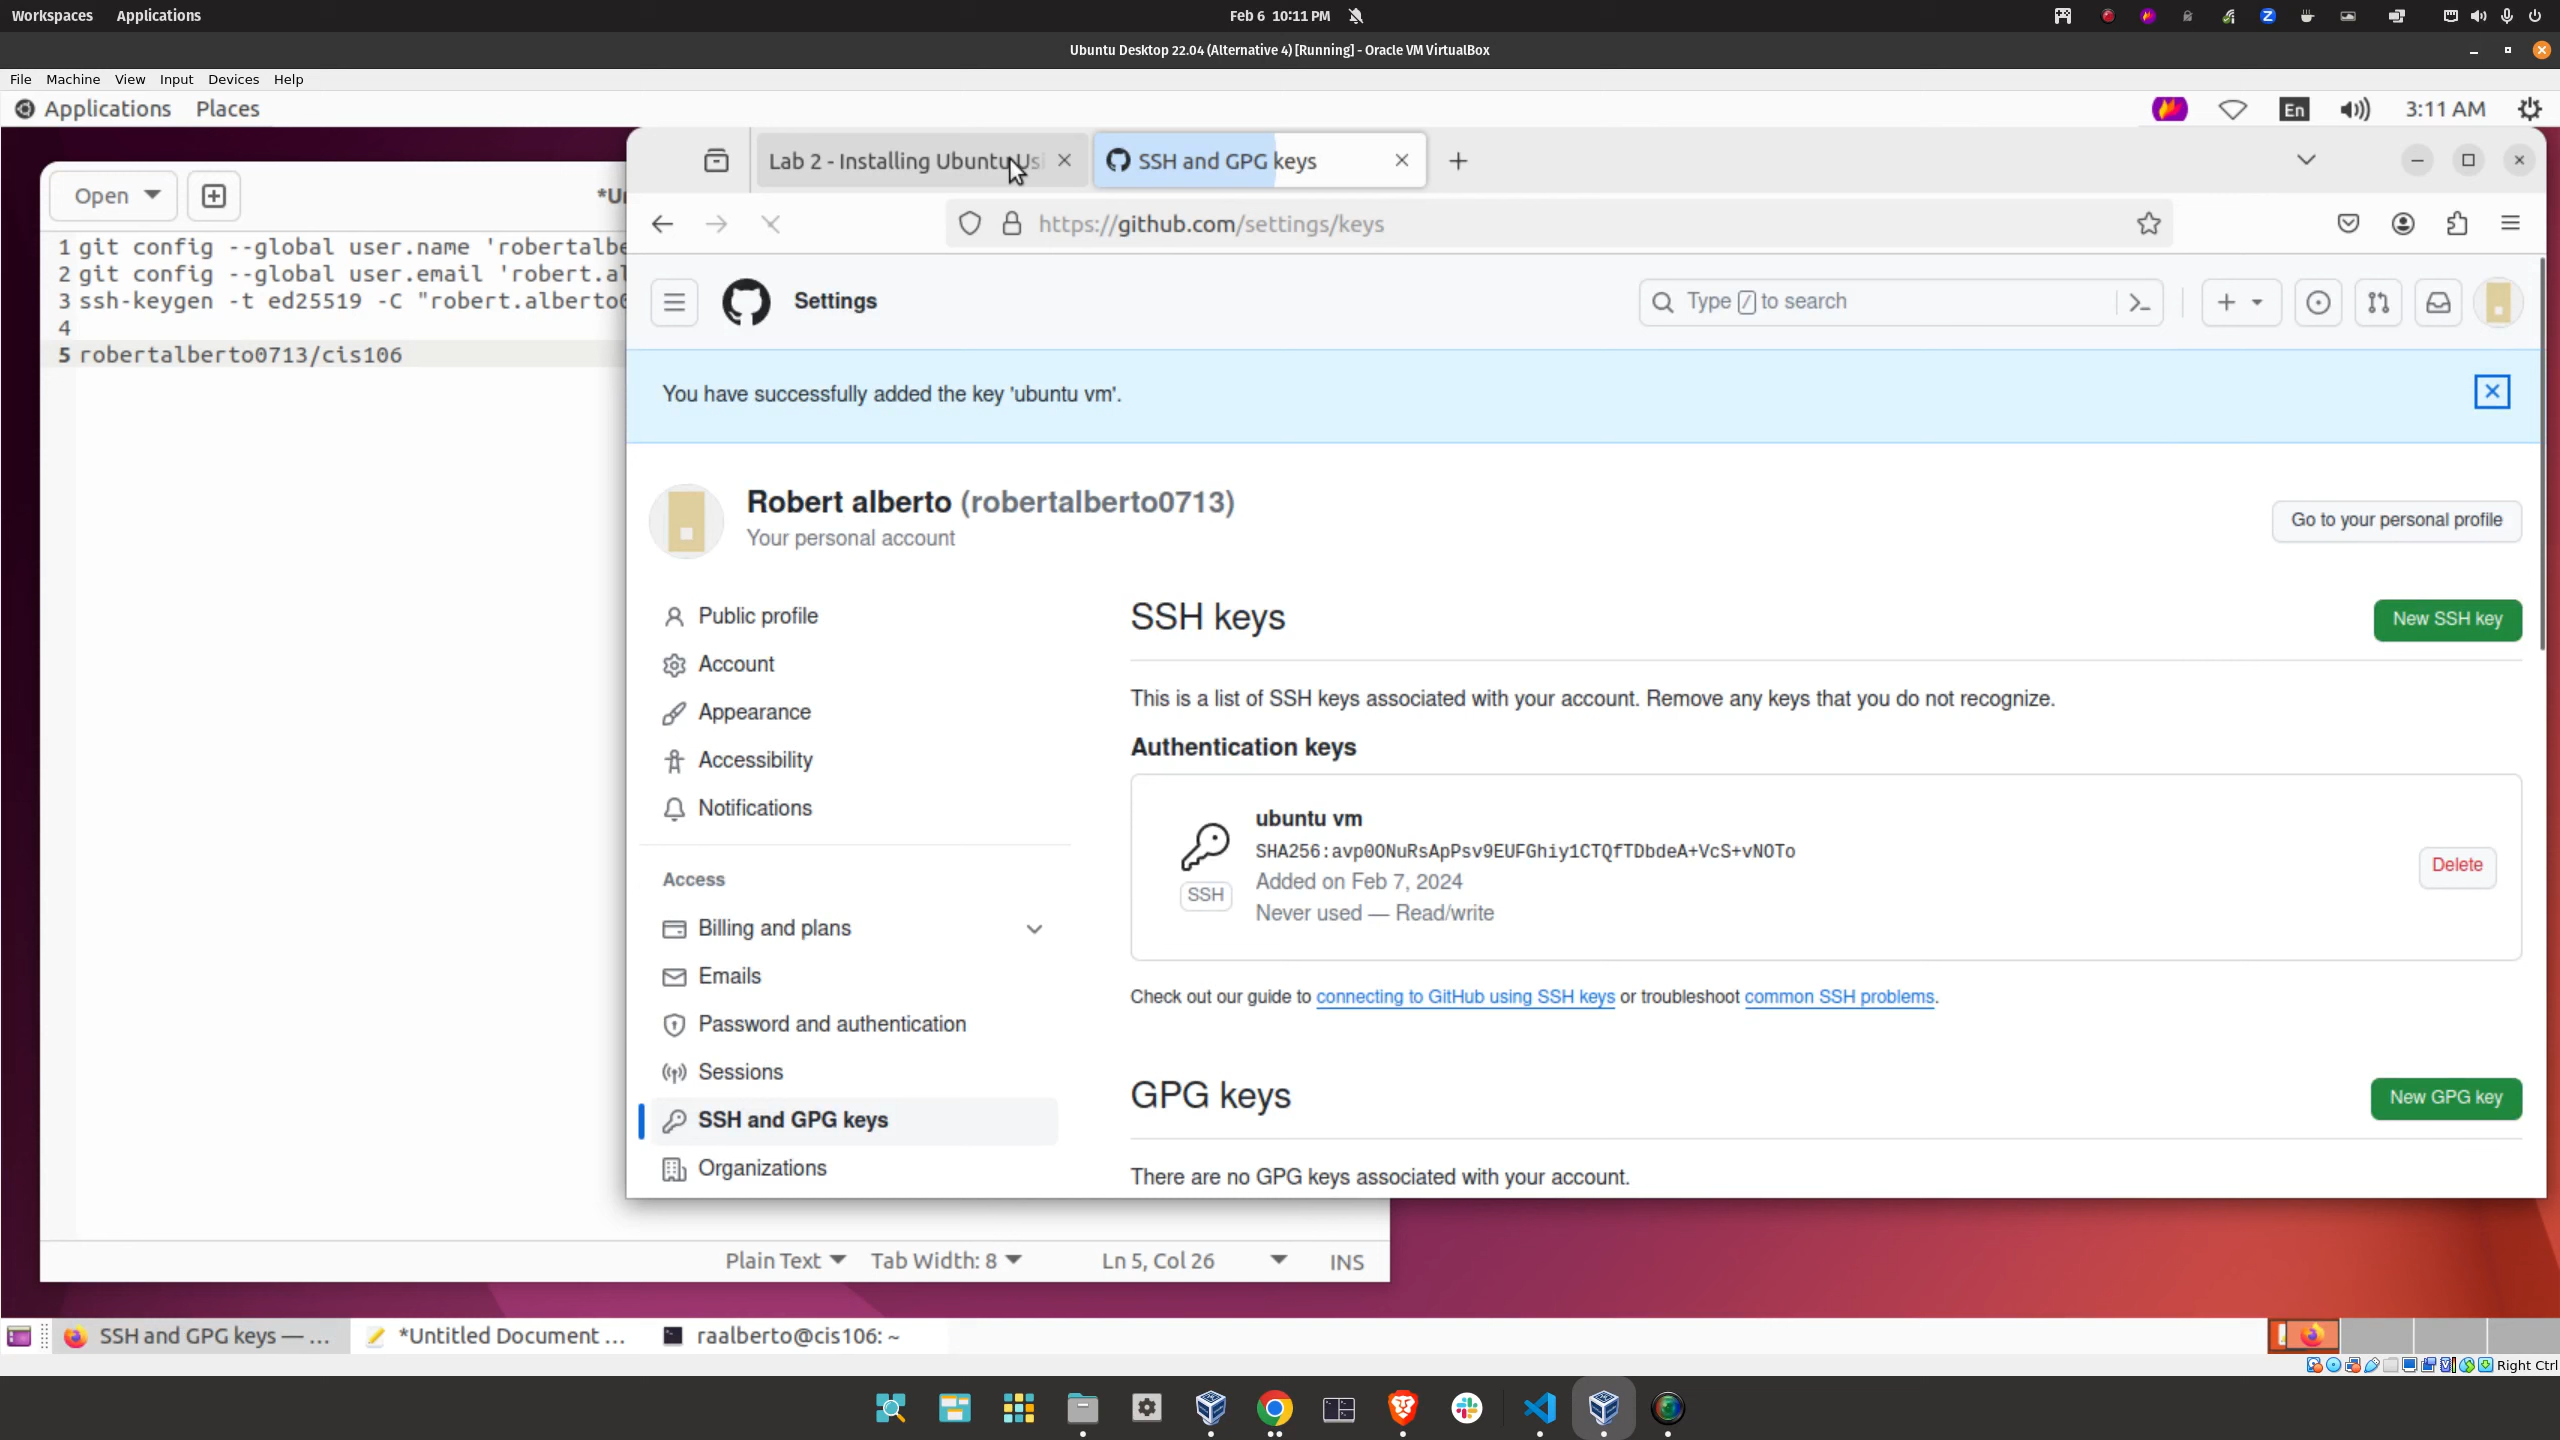 Workspaces Applications Feb 6 10:11 PM
Ubuntu Desktop 22.04 (Alternative 4) [Running] - Oracle VM VirtualBox
File Machine View Input Devices Help
Applications Places En 3:11 AM
Lab 2 - Installing Ubuntu Usi SSH and GPG keys
Open *Un
https://github.com/settings/keys
1 git config --global user.name 'robertalbe
2 git config --global user.email 'robert.al
3 ssh-keygen -t ed25519 -C "robert.alberto0
4
5 robertalberto0713/cis106
Settings
Type / to search
You have successfully added the key 'ubuntu vm'.
Robert alberto (robertalberto0713)
Your personal account
Go to your personal profile
Public profile
Account
Appearance
Accessibility
Notifications
Access
Billing and plans
Emails
Password and authentication
Sessions
SSH and GPG keys
Organizations
SSH keys
New SSH key
This is a list of SSH keys associated with your account. Remove any keys that you do not recognize.
Authentication keys
ubuntu vm
SHA256:avp0ONuRsApPsv9EUFGhiy1CTQfTDbdeA+VcS+vNOTo
Added on Feb 7, 2024
Never used — Read/write
SSH
Delete
Check out our guide to connecting to GitHub using SSH keys or troubleshoot common SSH problems.
GPG keys
New GPG key
There are no GPG keys associated with your account.
Plain Text Tab Width: 8 Ln 5, Col 26 INS
SSH and GPG keys — ... *Untitled Document ... raalberto@cis106: ~
Right Ctrl